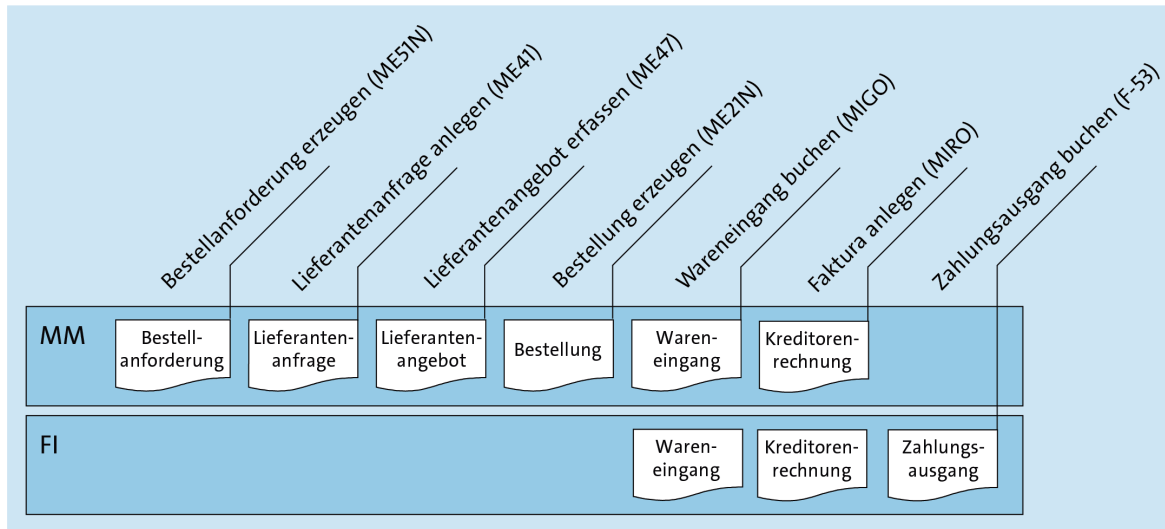 Bestellanforderung erzeugen (ME51N)
Lieferantenanfrage anlegen (ME41)
Lieferantenangebot erfassen (ME47)
Bestellung erzeugen (ME21N)
Wareneingang buchen (MIGO)
Faktura anlegen (MIRO)
Zahlungsausgang buchen (F-53)
MM
Bestell-
anforderung
Lieferanten-
anfrage
Lieferanten-
angebot
Bestellung
Waren-
eingang
Kreditoren-
rechnung
FI
Waren-
eingang
Kreditoren-
rechnung
Zahlungs-
ausgang